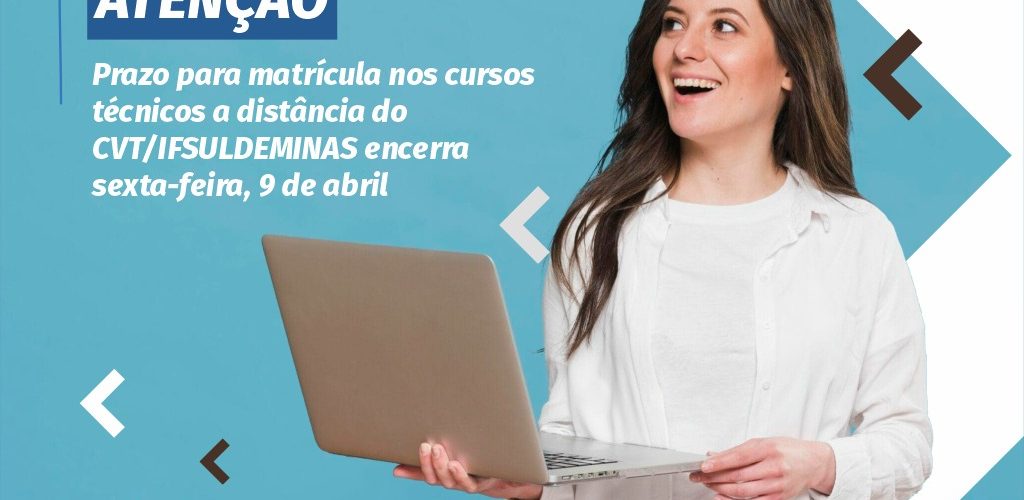 ATENÇÃO
Prazo para matrícula nos cursos
técnicos a distância do
CVT/IFSULDEMINAS encerra
sexta-feira, 9 de abril